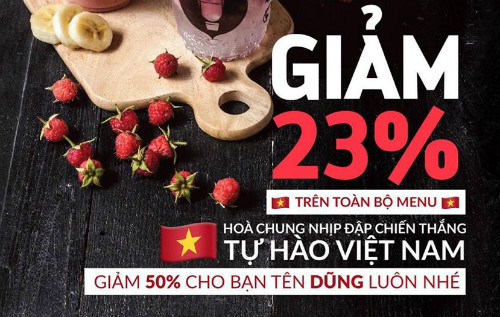 GIẢM
23%
TRÊN TOÀN BỘ MENU
HOÀ CHUNG NHỊP ĐẬP CHIẾN THẮNG
TỰ HÀO VIỆT NAM
GIẢM 50% CHO BẠN TÊN DŨNG LUÔN NHÉ